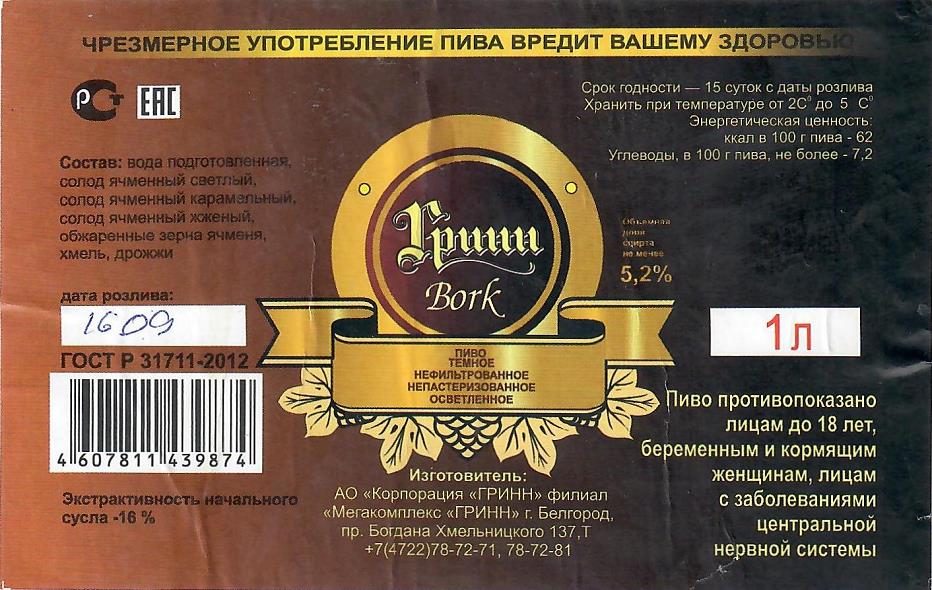 ЧРЕЗМЕРНОЕ УПОТРЕБЛЕНИЕ ПИВА ВРЕДИТ ВАШЕМУ ЗДОРОВЬЮ
РСТ ЕАС
Срок годности — 15 суток с даты розлива
Хранить при температуре от 2С° до 5 С°
Энергетическая ценность:
ккал в 100 г пива - 62
Углеводы, в 100 г пива, не более - 7,2
Состав: вода подготовленная,
солод ячменный светлый,
солод ячменный карамельный,
солод ячменный жженый,
обжаренные зерна ячменя,
хмель, дрожжи
дата розлива:
16 09
ГОСТ Р 31711-2012
4 607811 439874
Экстрактивность начального
сусла -16 %
Гринн
Bork
ПИВО
ТЕМНОЕ
НЕФИЛЬТРОВАННОЕ
НЕПАСТЕРИЗОВАННОЕ
ОСВЕТЛЕННОЕ
Изготовитель:
АО «Корпорация «ГРИНН» филиал
«Мегакомплекс «ГРИНН» г. Белгород,
пр. Богдана Хмельницкого 137,Т
+7(4722)78-72-71, 78-72-81
Объемная
доля
спирта
не менее
5,2%
1л
Пиво противопоказано
лицам до 18 лет,
беременным и кормящим
женщинам, лицам
с заболеваниями
центральной
нервной системы